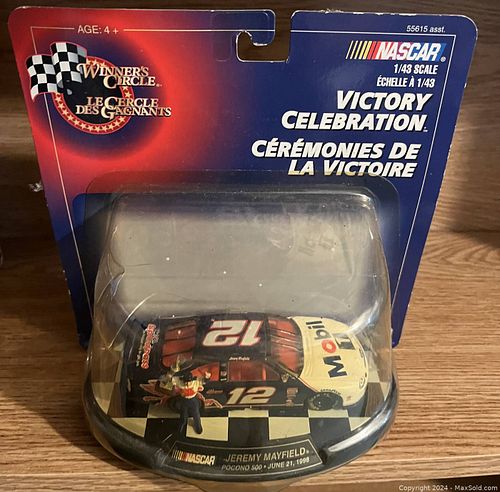 AGE: 4 +
55615 asst.
WINNER'S CIRCLE
LE CERCLE DES GAGNANTS
NASCAR
1/43 SCALE
ÉCHELLE À 1/43
VICTORY
CELEBRATION
CÉRÉMONIES DE
LA VICTOIRE
12
Mobil
12
NASCAR
JEREMY MAYFIELD
POCONO 500 • JUNE 21, 1998
Copyright © 2024 - MaxSold.com